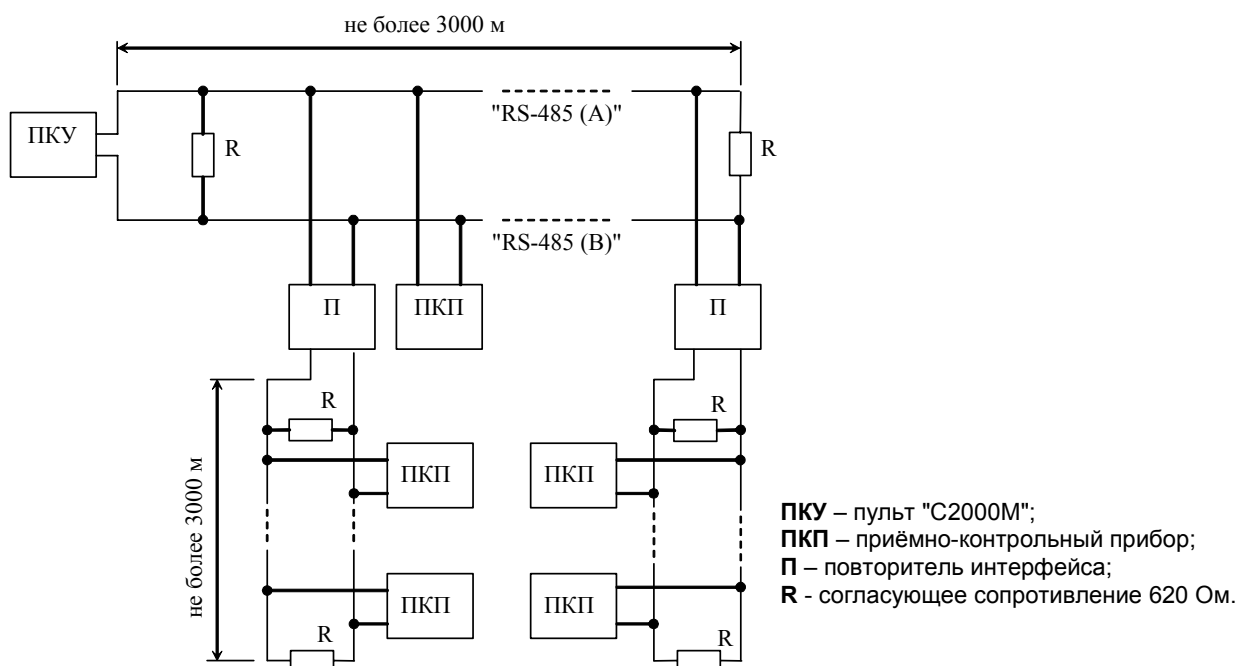 не более 3000 м
"RS-485 (A)"
ПКУ
R
R
"RS-485 (B)"
П
ПКП
П
R
R
не более 3000 м
ПКП
ПКП
ПКУ – пульт "С2000М";
ПКП – приёмно-контрольный прибор;
П – повторитель интерфейса;
R - согласующее сопротивление 620 Ом.
ПКП
ПКП
R
R